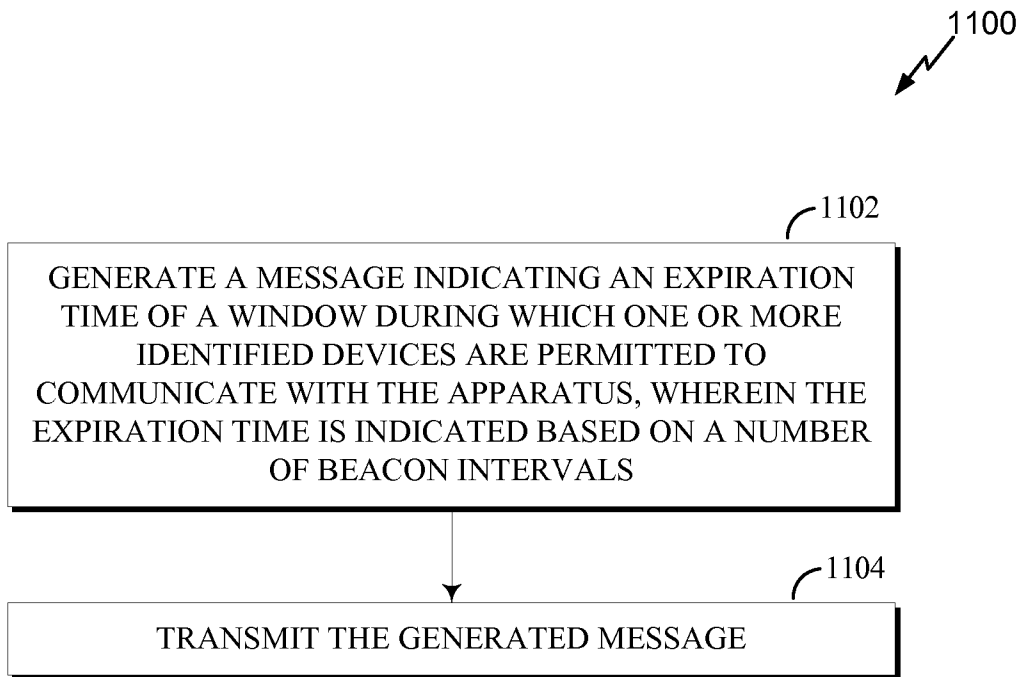 1100
1102
GENERATE A MESSAGE INDICATING AN EXPIRATION
TIME OF A WINDOW DURING WHICH ONE OR MORE
IDENTIFIED DEVICES ARE PERMITTED TO
COMMUNICATE WITH THE APPARATUS, WHEREIN THE
EXPIRATION TIME IS INDICATED BASED ON A NUMBER
OF BEACON INTERVALS
1104
TRANSMIT THE GENERATED MESSAGE